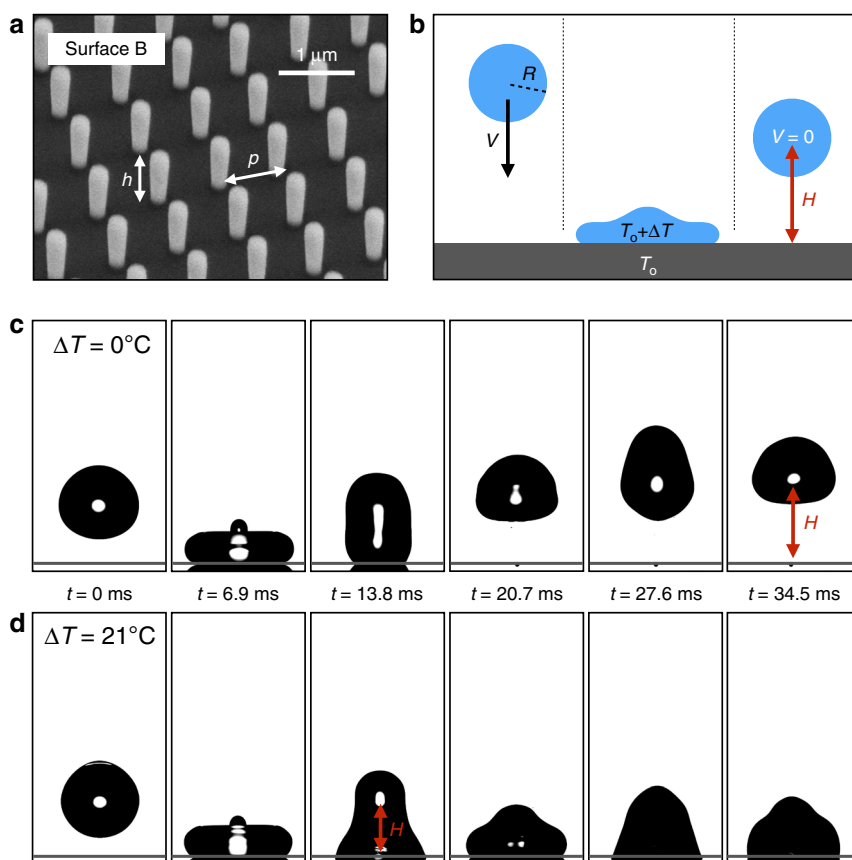 a
Surface B
1 μm
h
p
b
R
V
V = 0
H
T₀+ΔT
T₀
c
ΔT = 0°C
H
t = 0 ms
t = 6.9 ms
t = 13.8 ms
t = 20.7 ms
t = 27.6 ms
t = 34.5 ms
d
ΔT = 21°C
H